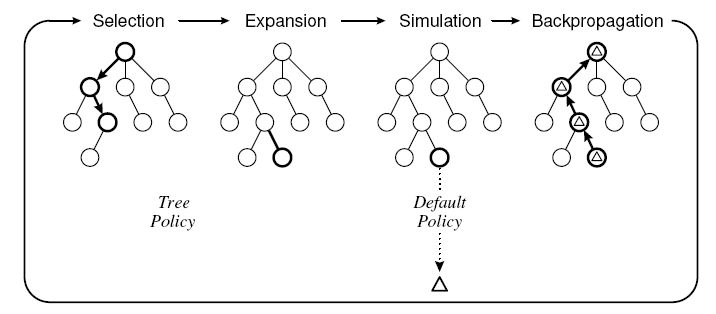 Selection
Expansion
Simulation
Backpropagation
Tree
Policy
Default
Policy